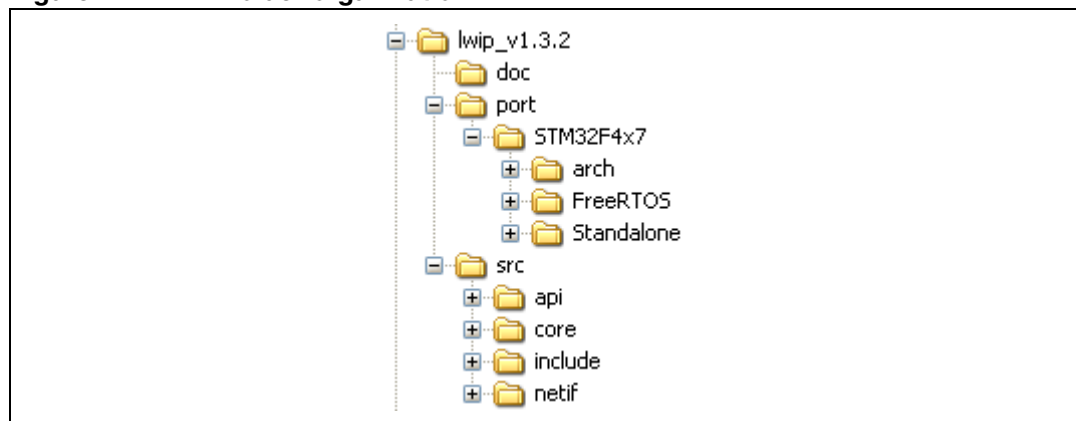 lwip_v1.3.2
doc
port
STM32F4x7
arch
FreeRTOS
Standalone
src
api
core
include
netif